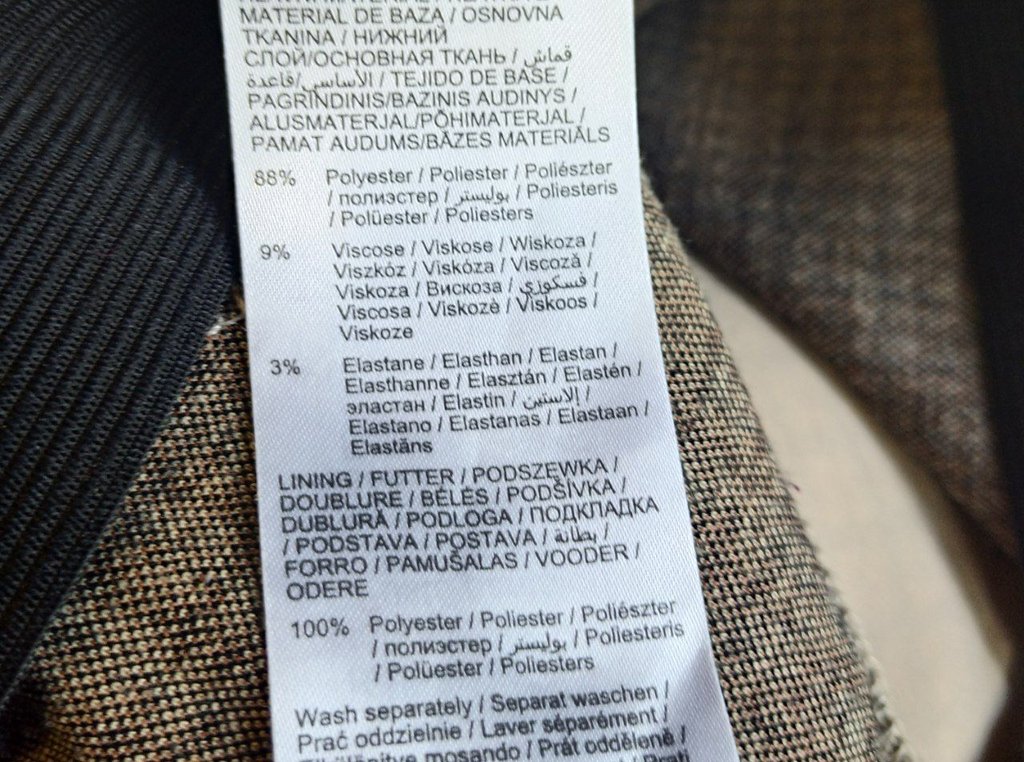 MATERIAL DE BAZA / OSNOVNA
TKANINA / НИЖНИЙ
СЛОЙ/ОСНОВНАЯ ТКАНЬ / قماش
الأساسي/قاعدة / TEJIDO DE BASE /
PAGRINDINIS/BAZINIS AUDINYS /
ALUSMATERJAL/PÕHIMATERJAL /
PAMAT AUDUMS/BĀZES MATERIĀLS
88% Polyester / Poliester / Poliészter
/ полиэстер / بوليستر / Poliesteris
/ Polüester / Poliesters
9% Viscose / Viskose / Wiskoza /
Viszkóz / Viskóza / Viscoză /
Viskoza / Вискоза / فسكوزي /
Viscosa / Viskozė / Viskoos /
Viskoze
3% Elastane / Elasthan / Elastan /
Elasthanne / Elasztán / Elastén /
эластан / Elastin / إلاستين /
Elastano / Elastanas / Elastaan /
Elastāns
LINING / FUTTER / PODSZEWKA /
DOUBLURE / BÉLÉS / PODŠÍVKA /
DUBLURĂ / PODLOGA / ПОДКЛАДКА
/ PODSTAVA / POSTAVA / بطانة /
FORRO / PAMUŠALAS / VOODER /
ODERE
100% Polyester / Poliester / Poliészter
/ полиэстер / بوليستر / Poliesteris
/ Polüester / Poliesters
Wash separately / Separat waschen /
Prać oddzielnie / Laver séparément /
mosando / Prát odděleně /